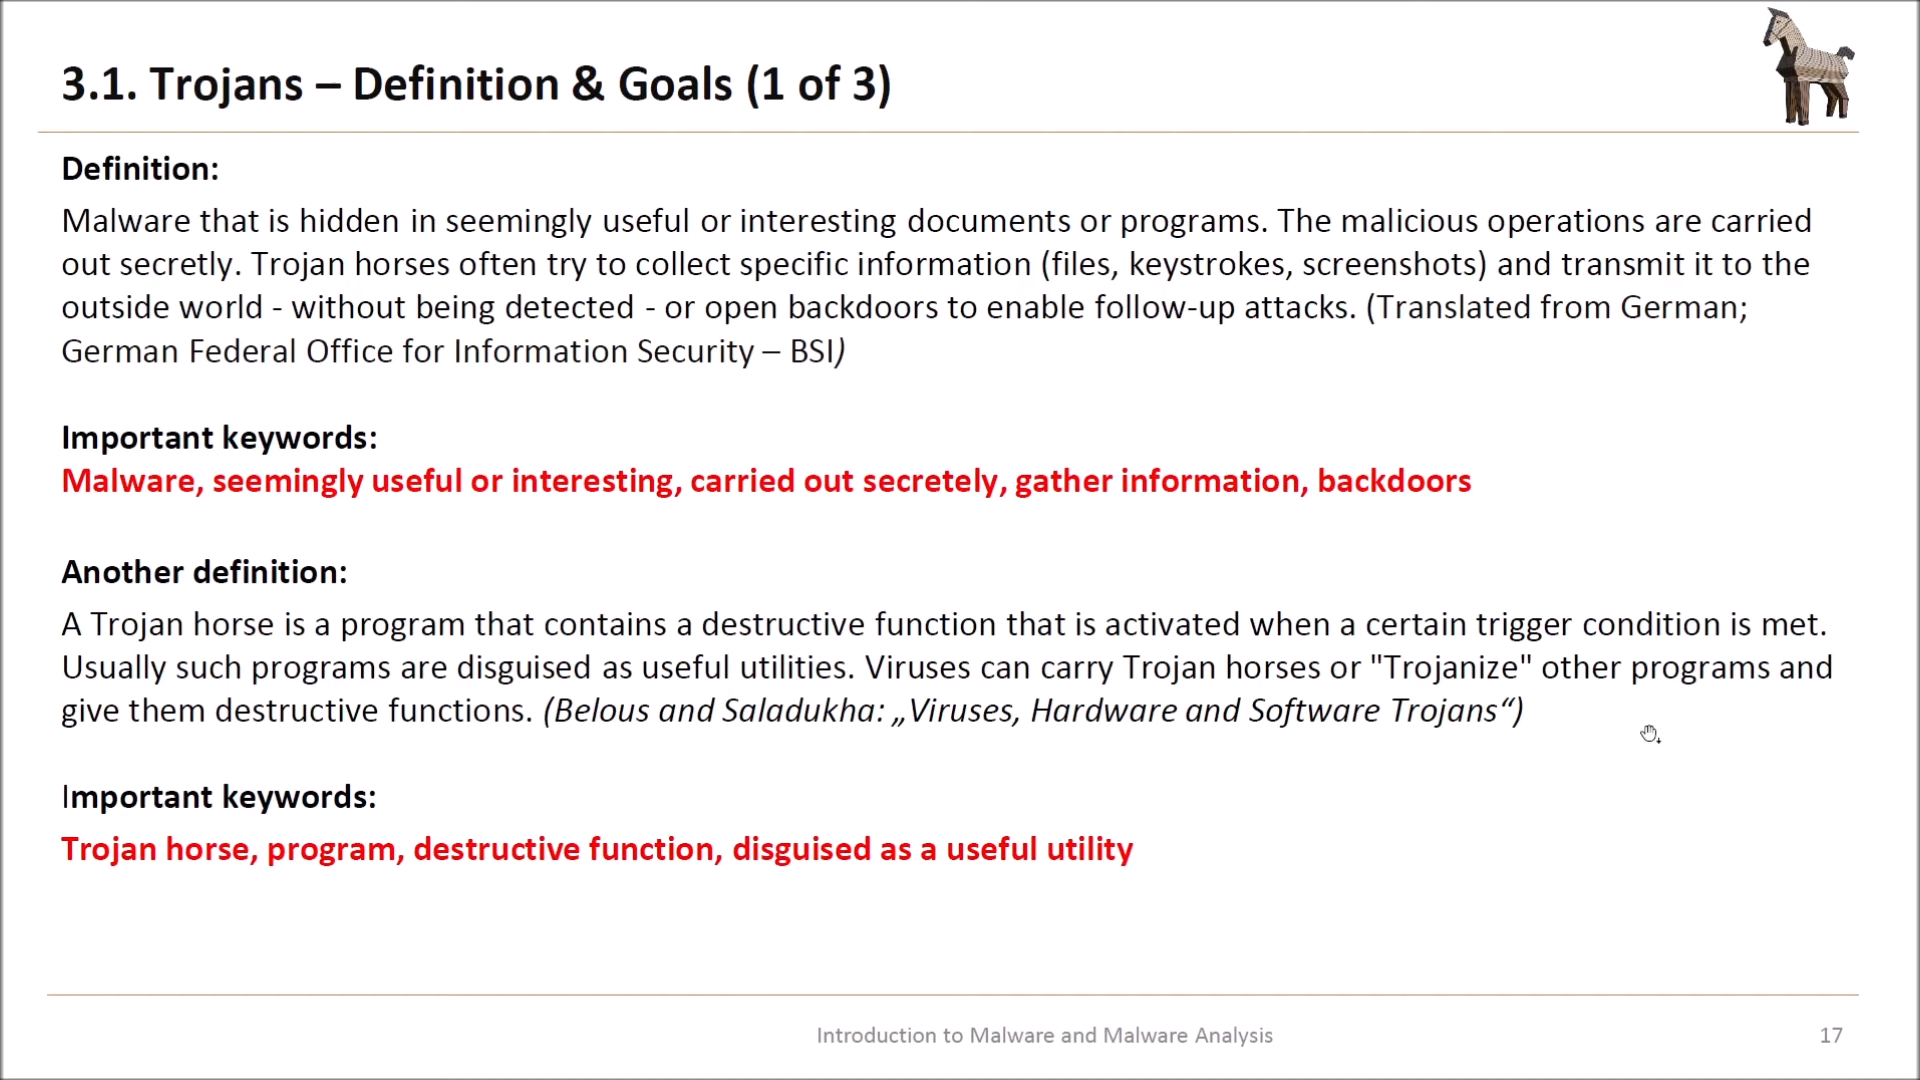 3.1. Trojans – Definition & Goals (1 of 3)
Definition:
Malware that is hidden in seemingly useful or interesting documents or programs. The malicious operations are carried
out secretly. Trojan horses often try to collect specific information (files, keystrokes, screenshots) and transmit it to the
outside world - without being detected - or open backdoors to enable follow-up attacks. (Translated from German;
German Federal Office for Information Security – BSI)
Important keywords:
Malware, seemingly useful or interesting, carried out secretely, gather information, backdoors
Another definition:
A Trojan horse is a program that contains a destructive function that is activated when a certain trigger condition is met.
Usually such programs are disguised as useful utilities. Viruses can carry Trojan horses or "Trojanize" other programs and
give them destructive functions. (Belous and Saladukha: „Viruses, Hardware and Software Trojans“)
Important keywords:
Trojan horse, program, destructive function, disguised as a useful utility
Introduction to Malware and Malware Analysis
17